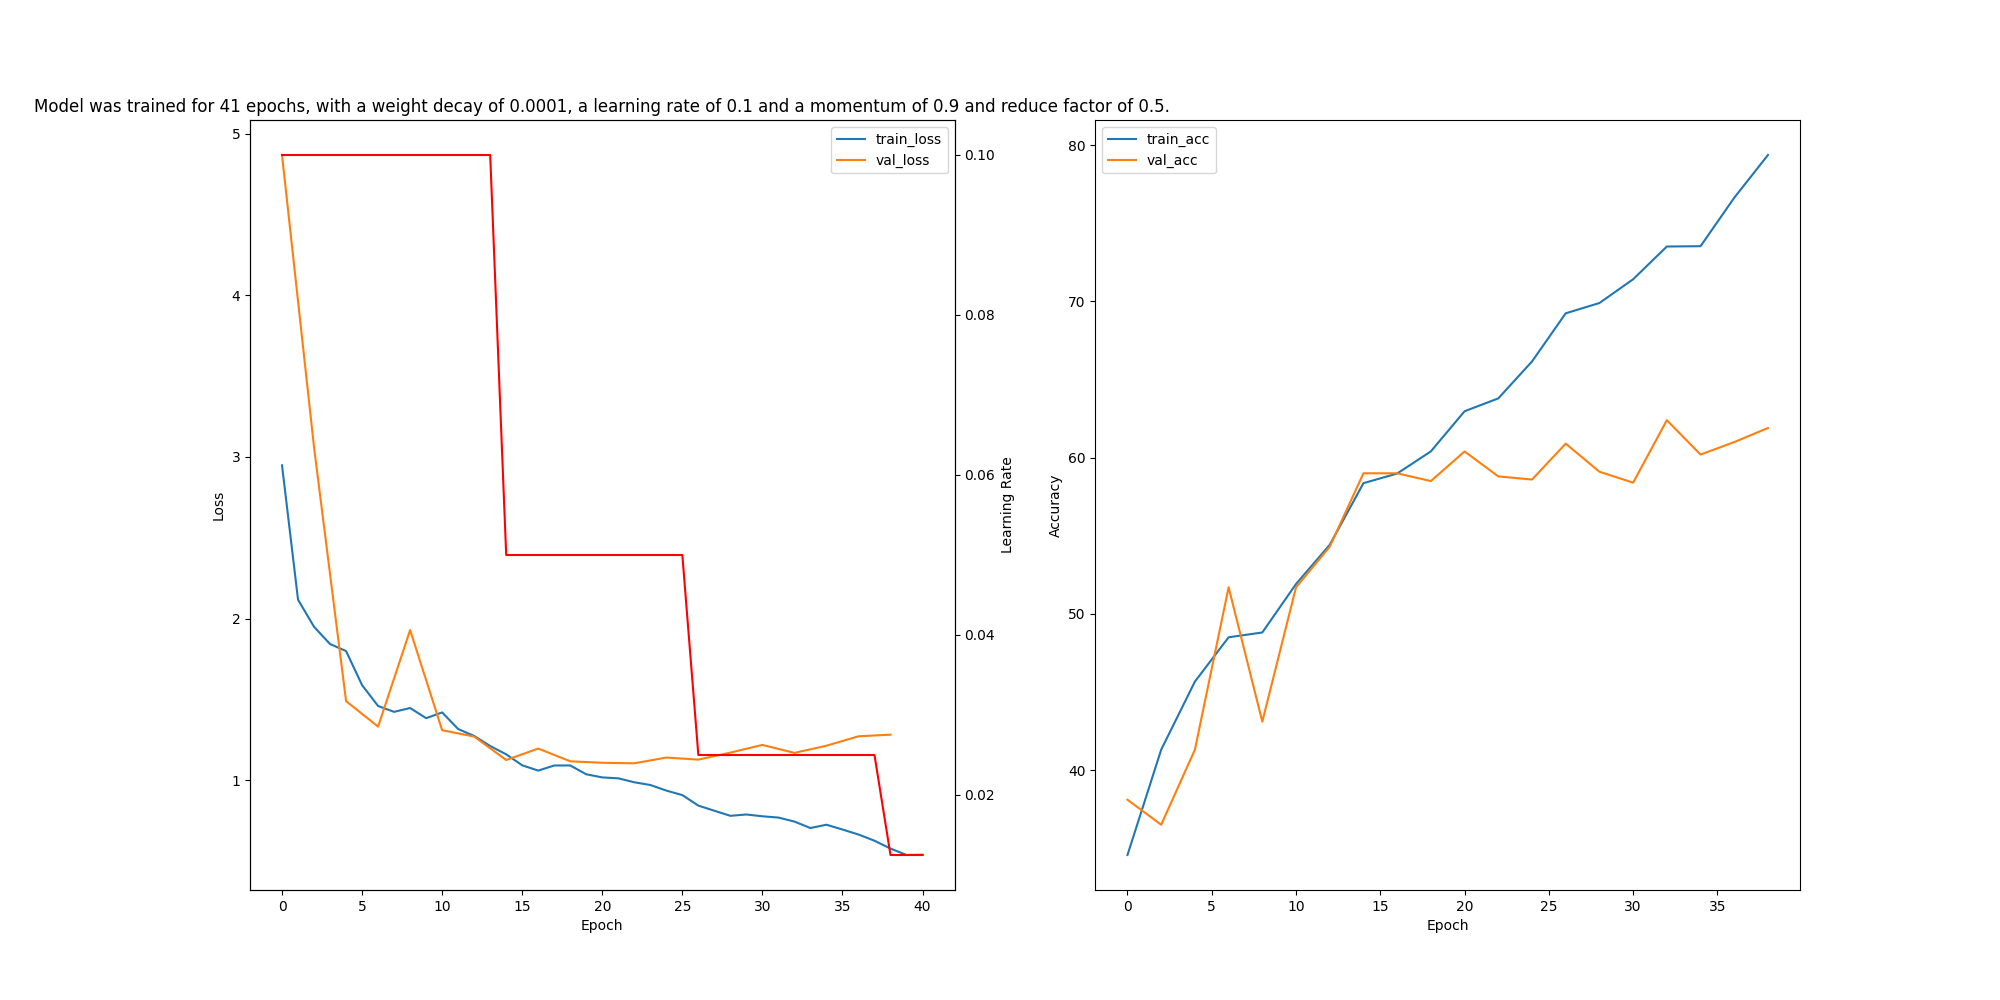 Model was trained for 41 epochs, with a weight decay of 0.0001, a learning rate of 0.1 and a momentum of 0.9 and reduce factor of 0.5.
train_loss
val_loss
5
4
3
2
1
Loss
0.10
0.08
0.06
0.04
0.02
Learning Rate
0 5 10 15 20 25 30 35 40
Epoch
train_acc
val_acc
80
70
60
50
40
Accuracy
0 5 10 15 20 25 30 35
Epoch